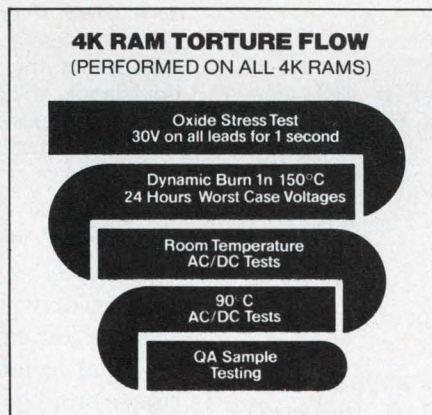 4K RAM TORTURE FLOW
(PERFORMED ON ALL 4K RAMS)
Oxide Stress Test
30V on all leads for 1 second
Dynamic Burn 1n 150°C
24 Hours Worst Case Voltages
Room Temperature
AC/DC Tests
90°C
AC/DC Tests
QA Sample
Testing